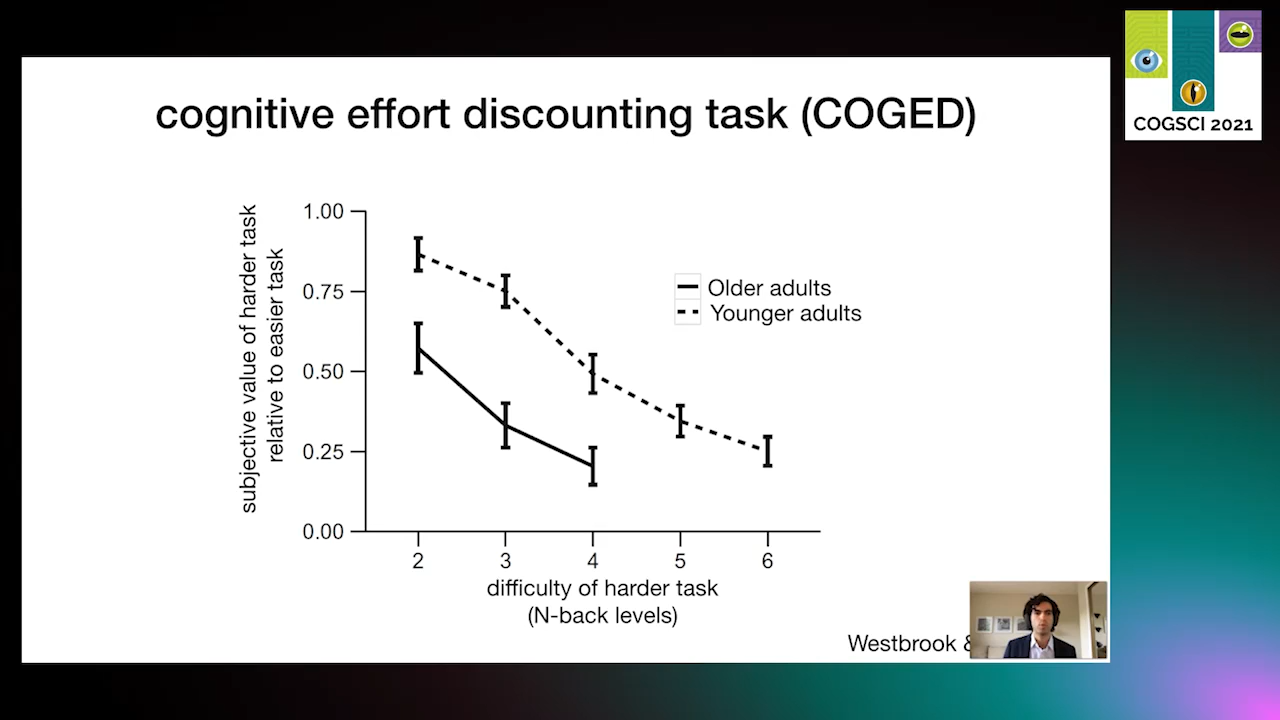 cognitive effort discounting task (COGED)
COGSCI 2021
subjective value of harder task
relative to easier task
1.00
0.75
0.50
0.25
0.00
Older adults
Younger adults
2 3 4 5 6
difficulty of harder task
(N-back levels)
Westbrook &